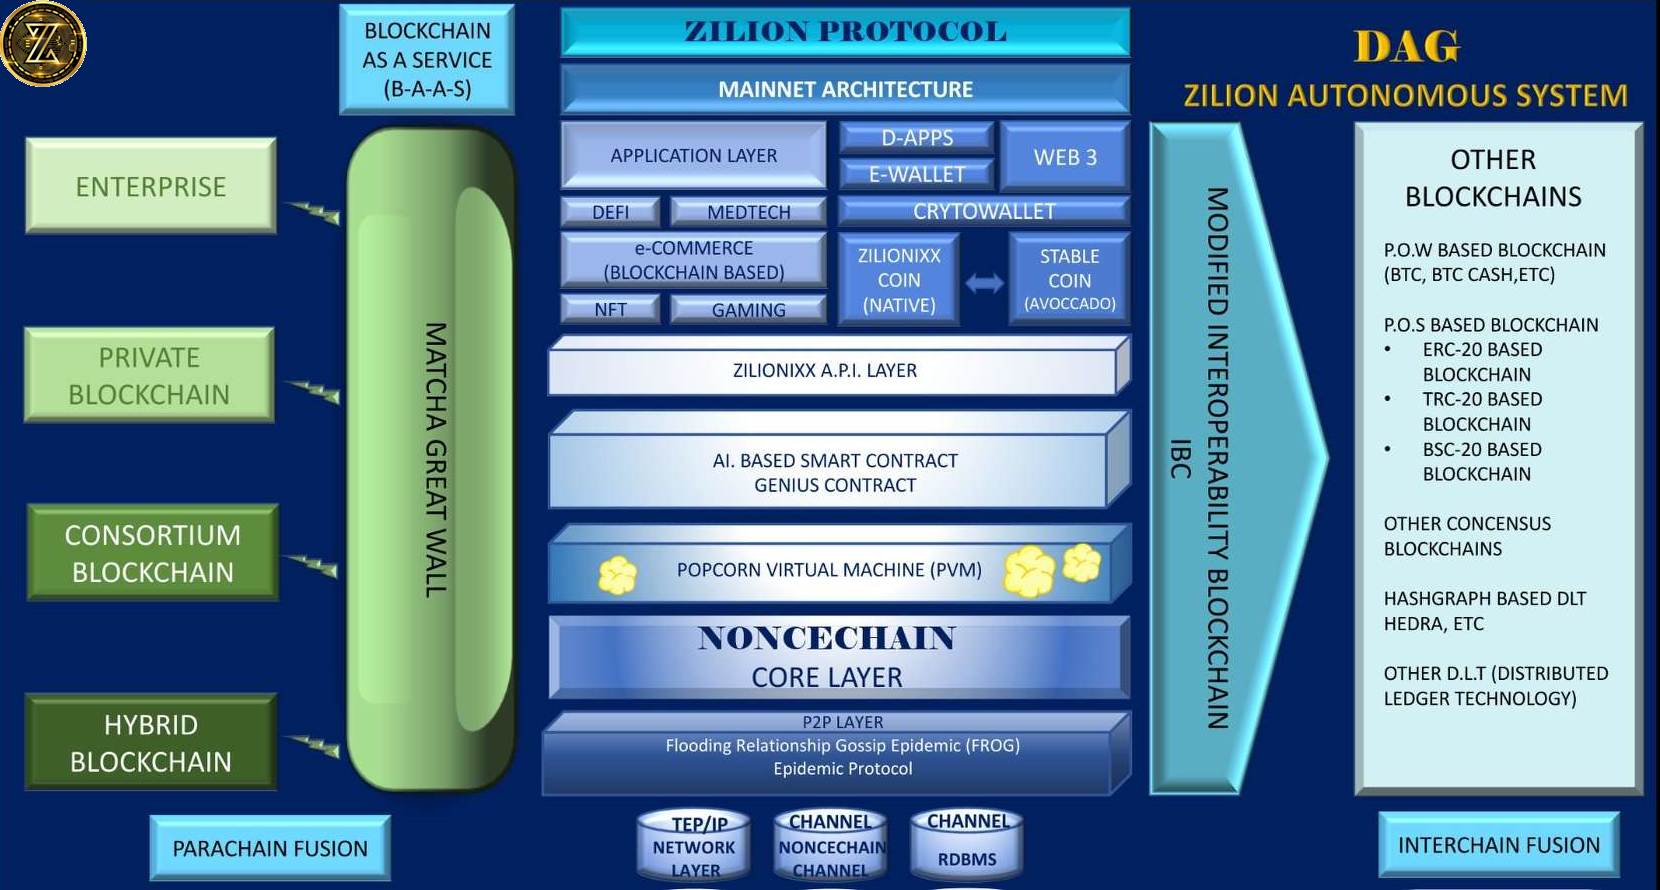 BLOCKCHAIN
AS A SERVICE
(B-A-A-S)
ENTERPRISE
PRIVATE
BLOCKCHAIN
CONSORTIUM
BLOCKCHAIN
HYBRID
BLOCKCHAIN
PARACHAIN FUSION
MATCHA GREAT WALL
ZILION PROTOCOL
MAINNET ARCHITECTURE
APPLICATION LAYER
D-APPS
E-WALLET
WEB 3
DEFI
MEDTECH
CRYTOWALLET
e-COMMERCE
(BLOCKCHAIN BASED)
NFT
GAMING
ZILIONIXX
COIN
(NATIVE)
STABLE
COIN
(AVOCCADO)
ZILIONIXX A.P.I. LAYER
AI. BASED SMART CONTRACT
GENIUS CONTRACT
POPCORN VIRTUAL MACHINE (PVM)
NONCECHAIN
CORE LAYER
P2P LAYER
Flooding Relationship Gossip Epidemic (FROG)
Epidemic Protocol
TEP/IP
NETWORK
LAYER
CHANNEL
NONCECHAIN
CHANNEL
CHANNEL
RDBMS
MODIFIED INTEROPERABILITY BLOCKCHAIN
IBC
DAG
ZILION AUTONOMOUS SYSTEM
OTHER
BLOCKCHAINS
P.O.W BASED BLOCKCHAIN
(BTC, BTC CASH,ETC)
P.O.S BASED BLOCKCHAIN
• ERC-20 BASED
BLOCKCHAIN
• TRC-20 BASED
BLOCKCHAIN
• BSC-20 BASED
BLOCKCHAIN
OTHER CONCENSUS
BLOCKCHAINS
HASHGRAPH BASED DLT
HEDRA, ETC
OTHER D.L.T (DISTRIBUTED
LEDGER TECHNOLOGY)
INTERCHAIN FUSION